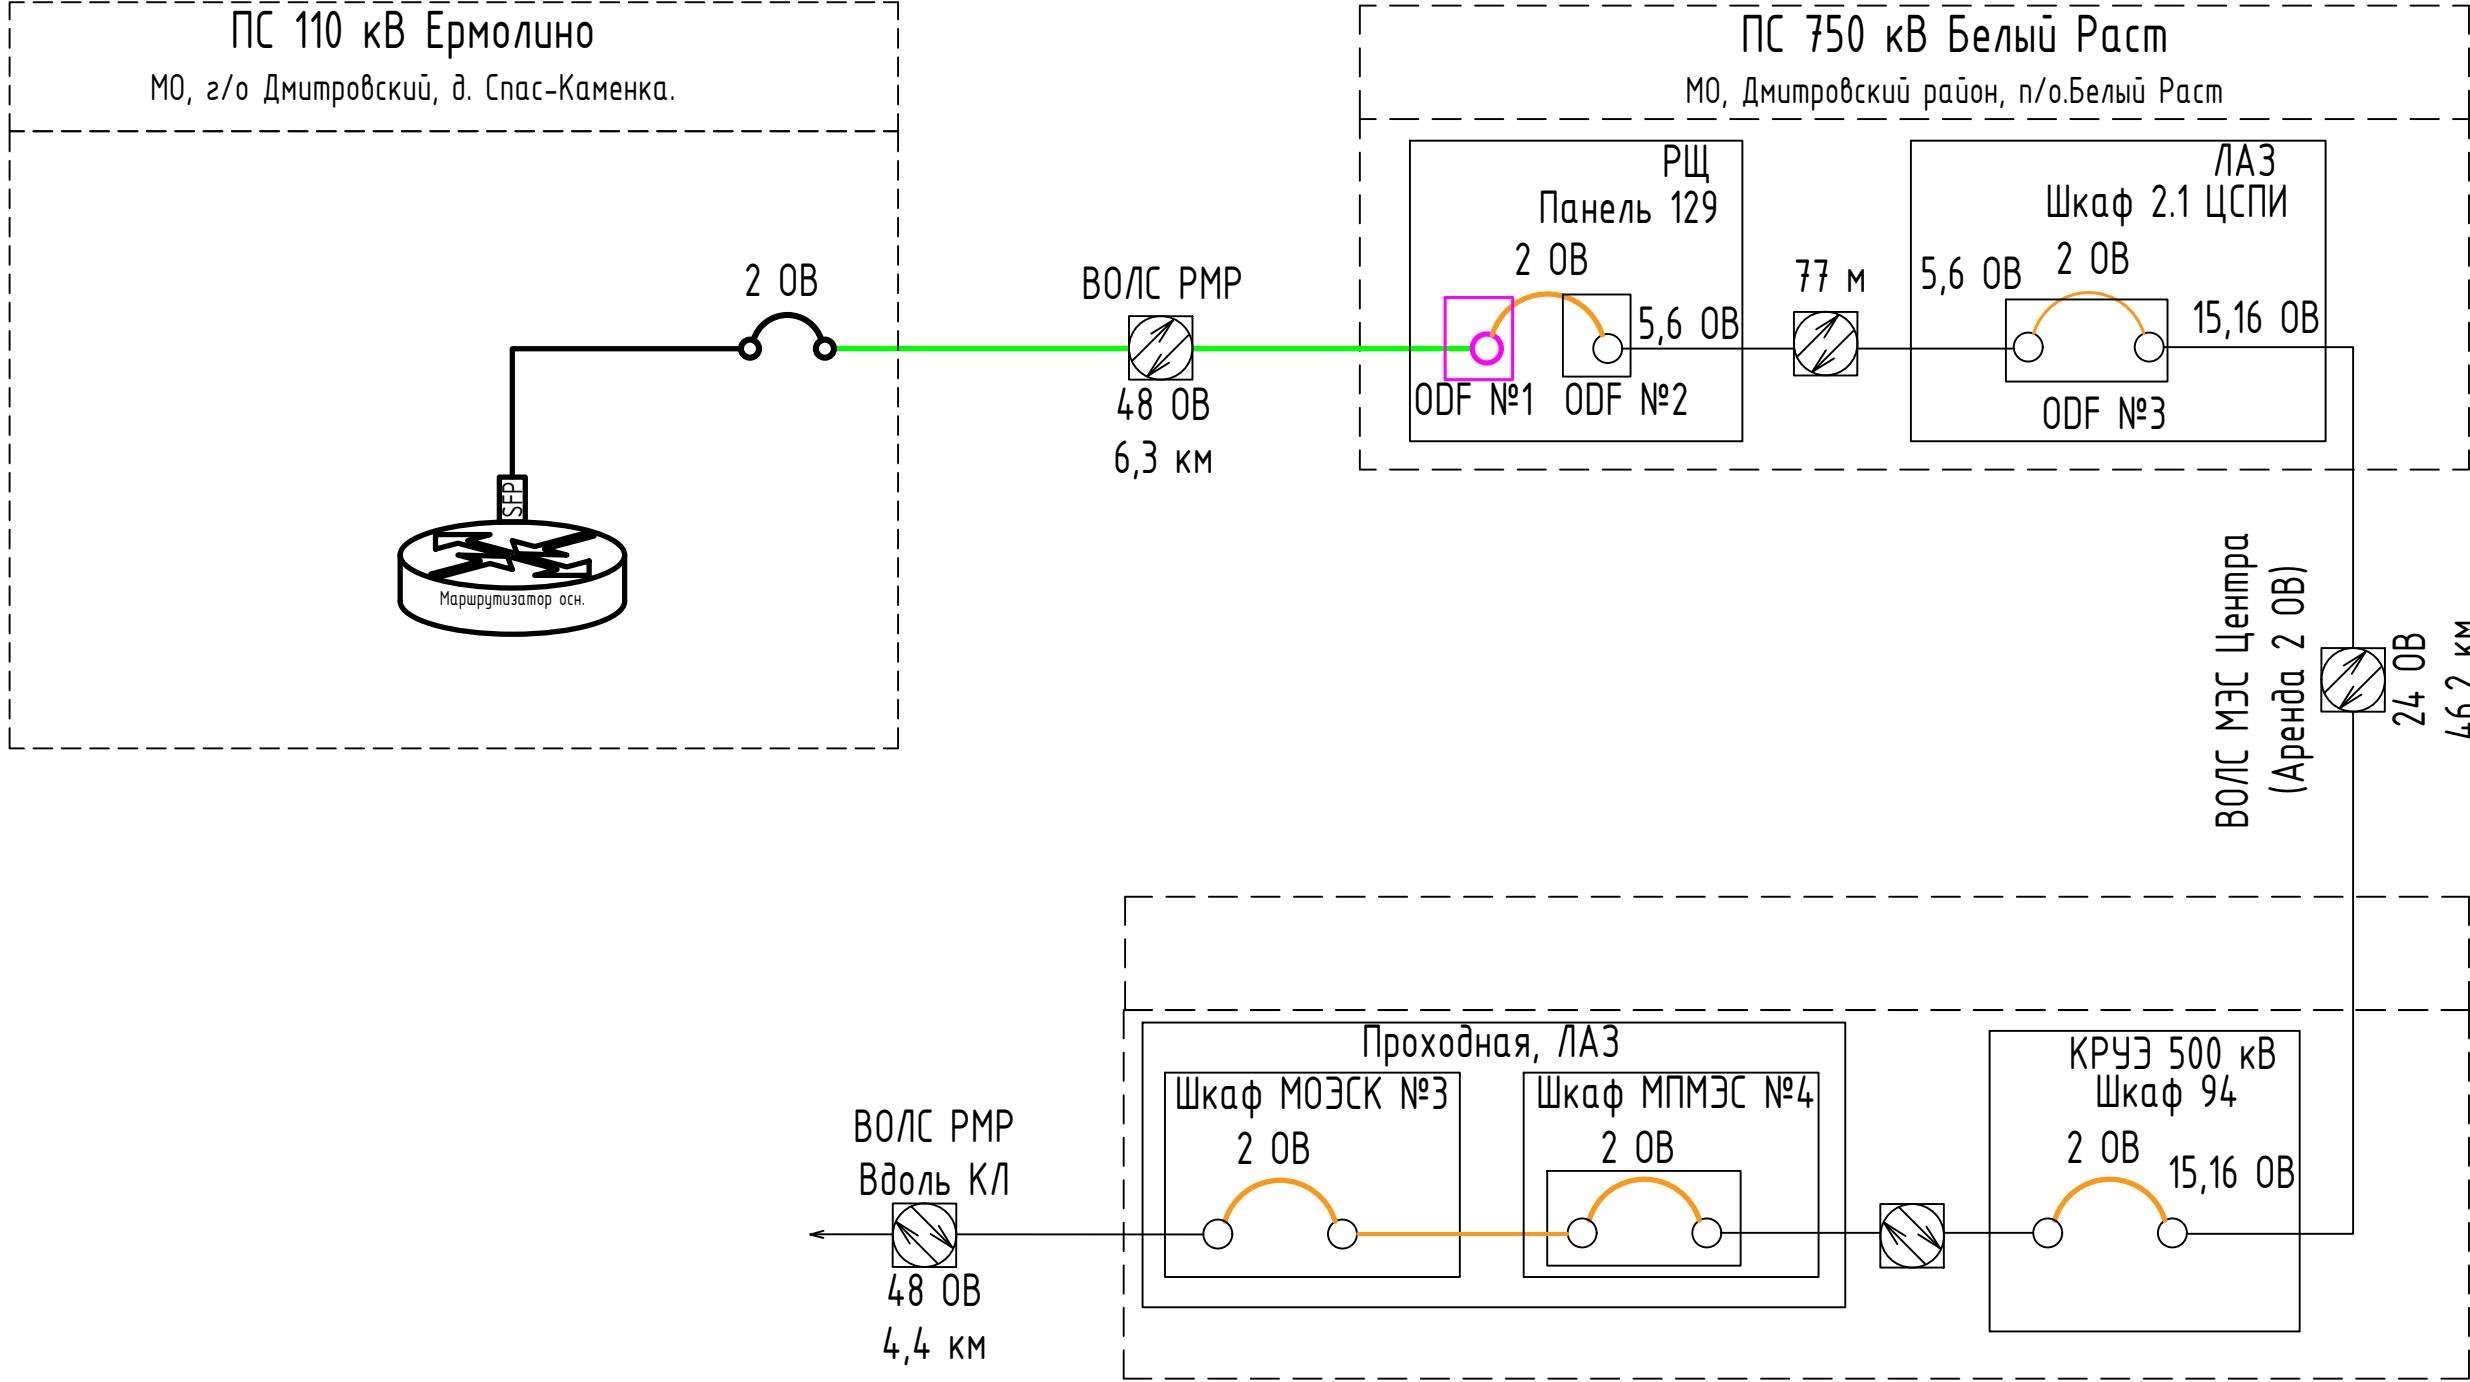 ПС 110 кВ Ермолино
МО, г/о Дмитровский, д. Спас-Каменка.
2 ОВ
SFP
Маршрутизатор осн.
ВОЛС РМР
48 ОВ
6,3 км
ПС 750 кВ Белый Раст
МО, Дмитровский район, п/о.Белый Раст
РЩ
Панель 129
2 ОВ
5,6 ОВ
ODF №1
ODF №2
77 м
ЛАЗ
Шкаф 2.1 ЦСПИ
5,6 ОВ
2 ОВ
15,16 ОВ
ODF №3
ВОЛС МЭС Центра
(Аренда 2 ОВ)
24 ОВ
46,2 км
Проходная, ЛАЗ
Шкаф МОЭСК №3
2 ОВ
Шкаф МПМЭС №4
2 ОВ
КРУЭ 500 кВ
Шкаф 94
2 ОВ
15,16 ОВ
ВОЛС РМР
Вдоль КЛ
48 ОВ
4,4 км